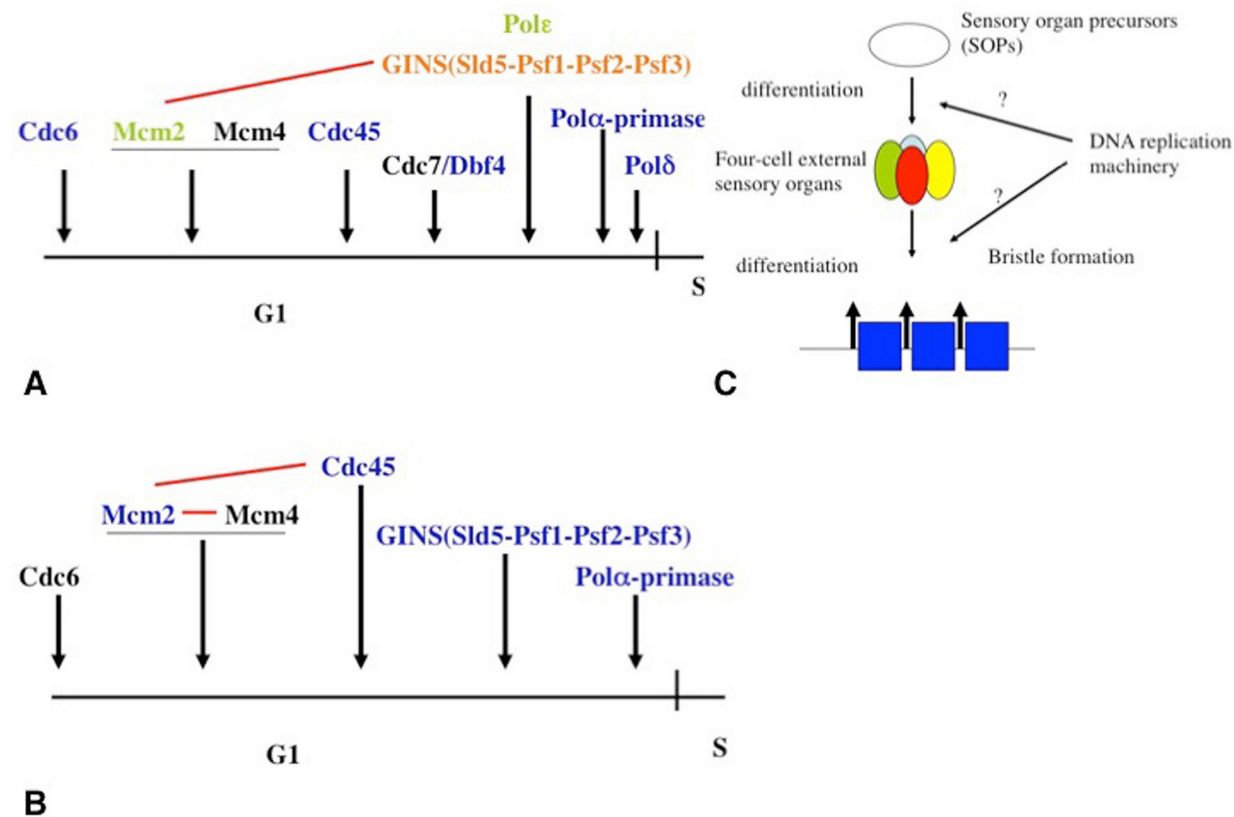 Polε
GINS(Sld5-Psf1-Psf2-Psf3)
Cdc6
Mcm2
Mcm4
Cdc45
Polα-primase
Cdc7/Dbf4
Polδ
G1
S
A
Sensory organ precursors
(SOPs)
differentiation
?
DNA replication
machinery
Four-cell external
sensory organs
?
Bristle formation
differentiation
C
Cdc45
Mcm2
Mcm4
GINS(Sld5-Psf1-Psf2-Psf3)
Cdc6
Polα-primase
G1
S
B